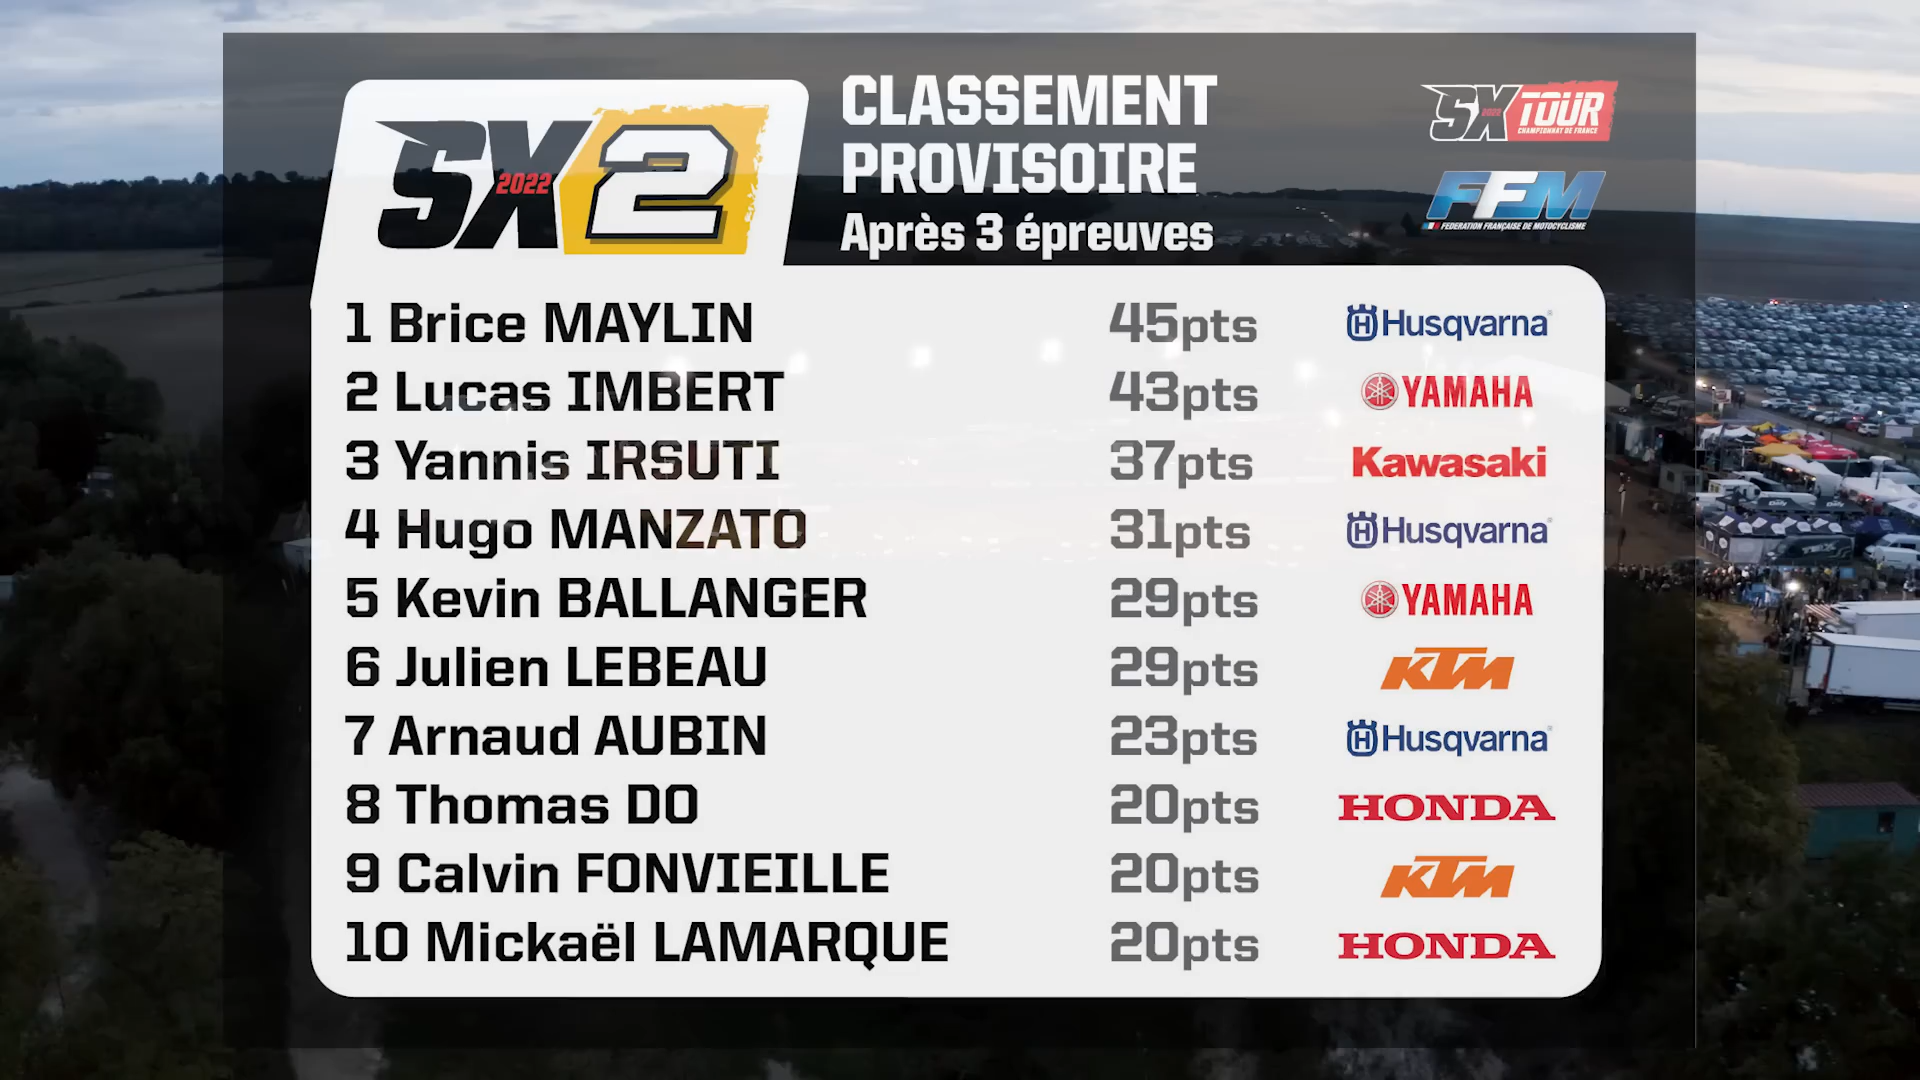 SX 2022 2
CLASSEMENT
PROVISOIRE
Après 3 épreuves
SX TOUR
CHAMPIONNAT DE FRANCE
FFM
FEDERATION FRANÇAISE DE MOTOCYCLISME
1 Brice MAYLIN 45pts Husqvarna
2 Lucas IMBERT 43pts YAMAHA
3 Yannis IRSUTI 37pts Kawasaki
4 Hugo MANZATO 31pts Husqvarna
5 Kevin BALLANGER 29pts YAMAHA
6 Julien LEBEAU 29pts KTM
7 Arnaud AUBIN 23pts Husqvarna
8 Thomas DO 20pts HONDA
9 Calvin FONVIEILLE 20pts KTM
10 Mickaël LAMARQUE 20pts HONDA